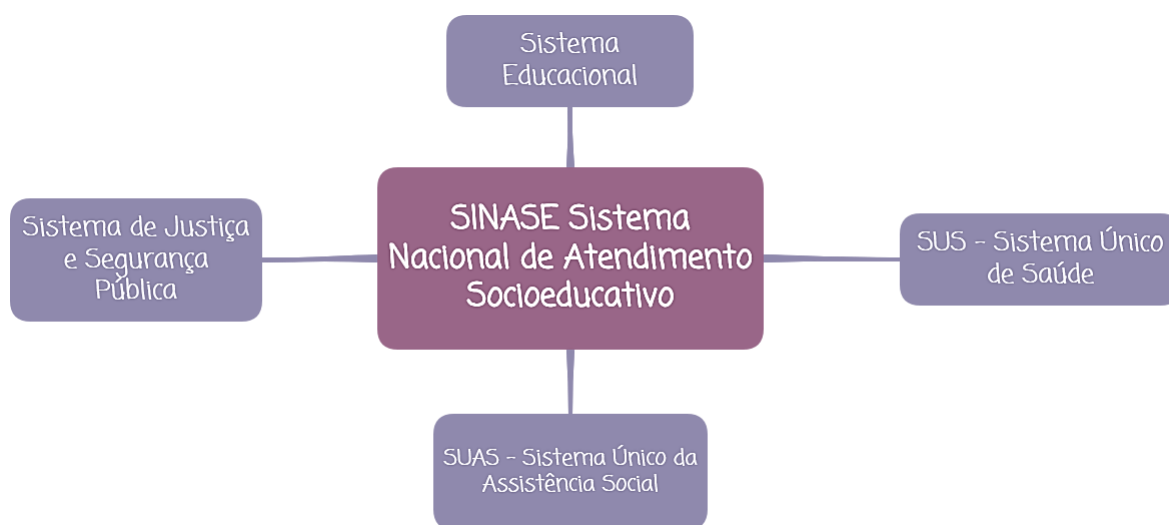 Sistema
Educacional
SINASE Sistema
Nacional de Atendimento
Socioeducativo
Sistema de Justiça
e Segurança
Pública
SUS - Sistema Único
de Saúde
SUAS - Sistema Único da
Assistência Social